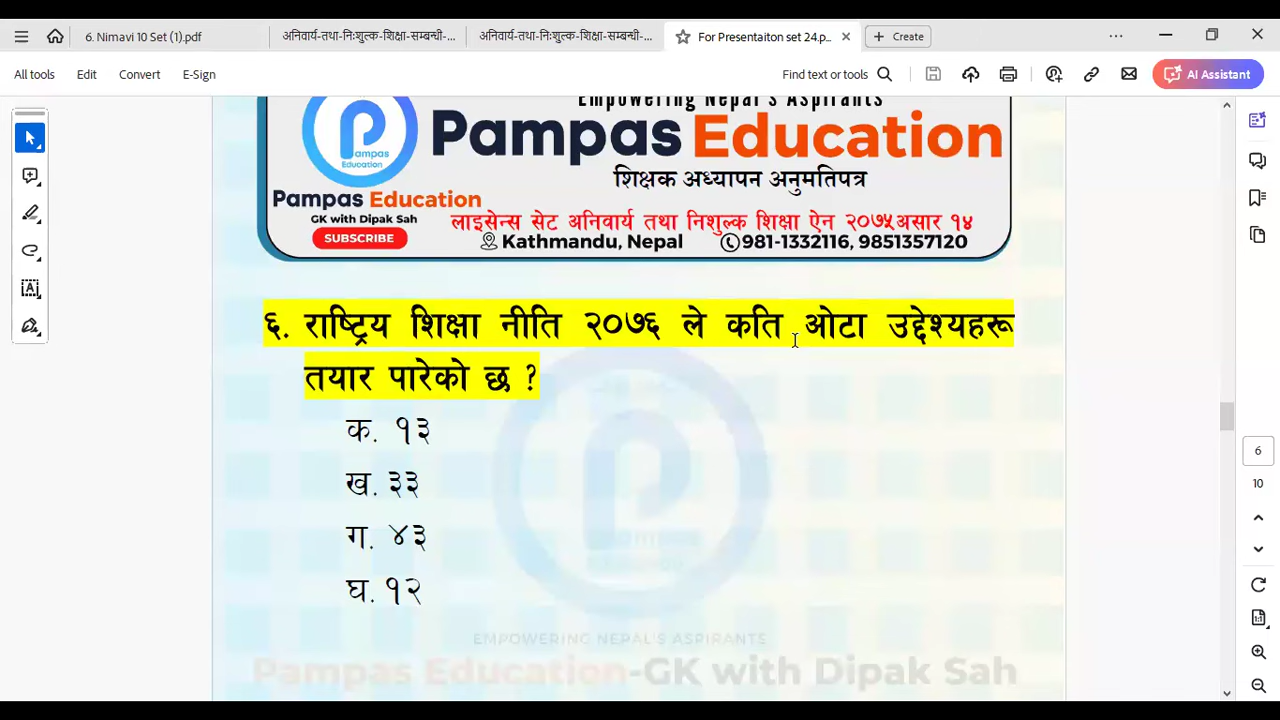 6. Nimavi 10 Set (1).pdf
अनिवार्य-तथा-निःशुल्क-शिक्षा-सम्बन्धी-...
अनिवार्य-तथा-निःशुल्क-शिक्षा-सम्बन्धी-...
For Presentaiton set 24.p...
Create
All tools Edit Convert E-Sign
Find text or tools
AI Assistant
Empowering Nepal's Aspirants
Pampas Education
Pampas
Education
शिक्षक अध्यापन अनुमतिपत्र
Pampas Education
GK with Dipak Sah
SUBSCRIBE
लाइसेन्स सेट अनिवार्य तथा निशुल्क शिक्षा ऐन २०७५असार १४
Kathmandu, Nepal 981-1332116, 9851357120
६. राष्ट्रिय शिक्षा नीति २०७६ ले कति ओटा उद्देश्यहरू
तयार पारेको छ ?
क. १३
ख. ३३
ग. ४३
घ. १२
EMPOWERING NEPAL'S ASPIRANTS
Pampas Education-GK with Dipak Sah
6
10